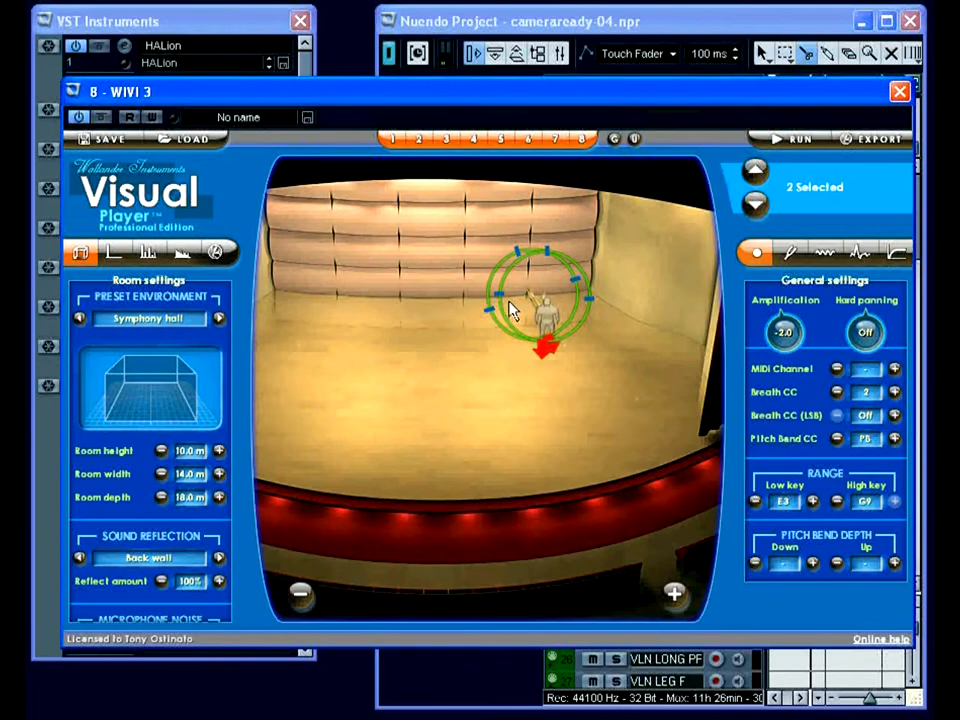 VST Instruments
Nuendo Project - cameraready-04.npr
HALion
1 HALion
Touch Fader 100 ms
8 - WIVI 3
R W No name
SAVE LOAD 1 2 3 4 5 6 7 8 RUN EXPORT
Wallander Instruments
Visual
Player™
Professional Edition
2 Selected
Room settings
PRESET ENVIRONMENT
Symphony hall
Room height 10.0 m
Room width 14.0 m
Room depth 18.0 m
SOUND REFLECTION
Back wall
Reflect amount 100%
MICROPHONE NOISE
General settings
Amplification Hard panning
-2.0 Off
MIDI Channel -
Breath CC 2
Breath CC (LSB) Off
Pitch Band CC PB
RANGE
Low key High key
E3 G9
PITCH BEND DEPTH
Down Up
- -
Licensed to Tony Ostinato
Online help
26 M S VLN LONG PF
27 M S VLN LEG F
Rec: 44100 Hz - 32 Bit - Max: 11h 26min - 30